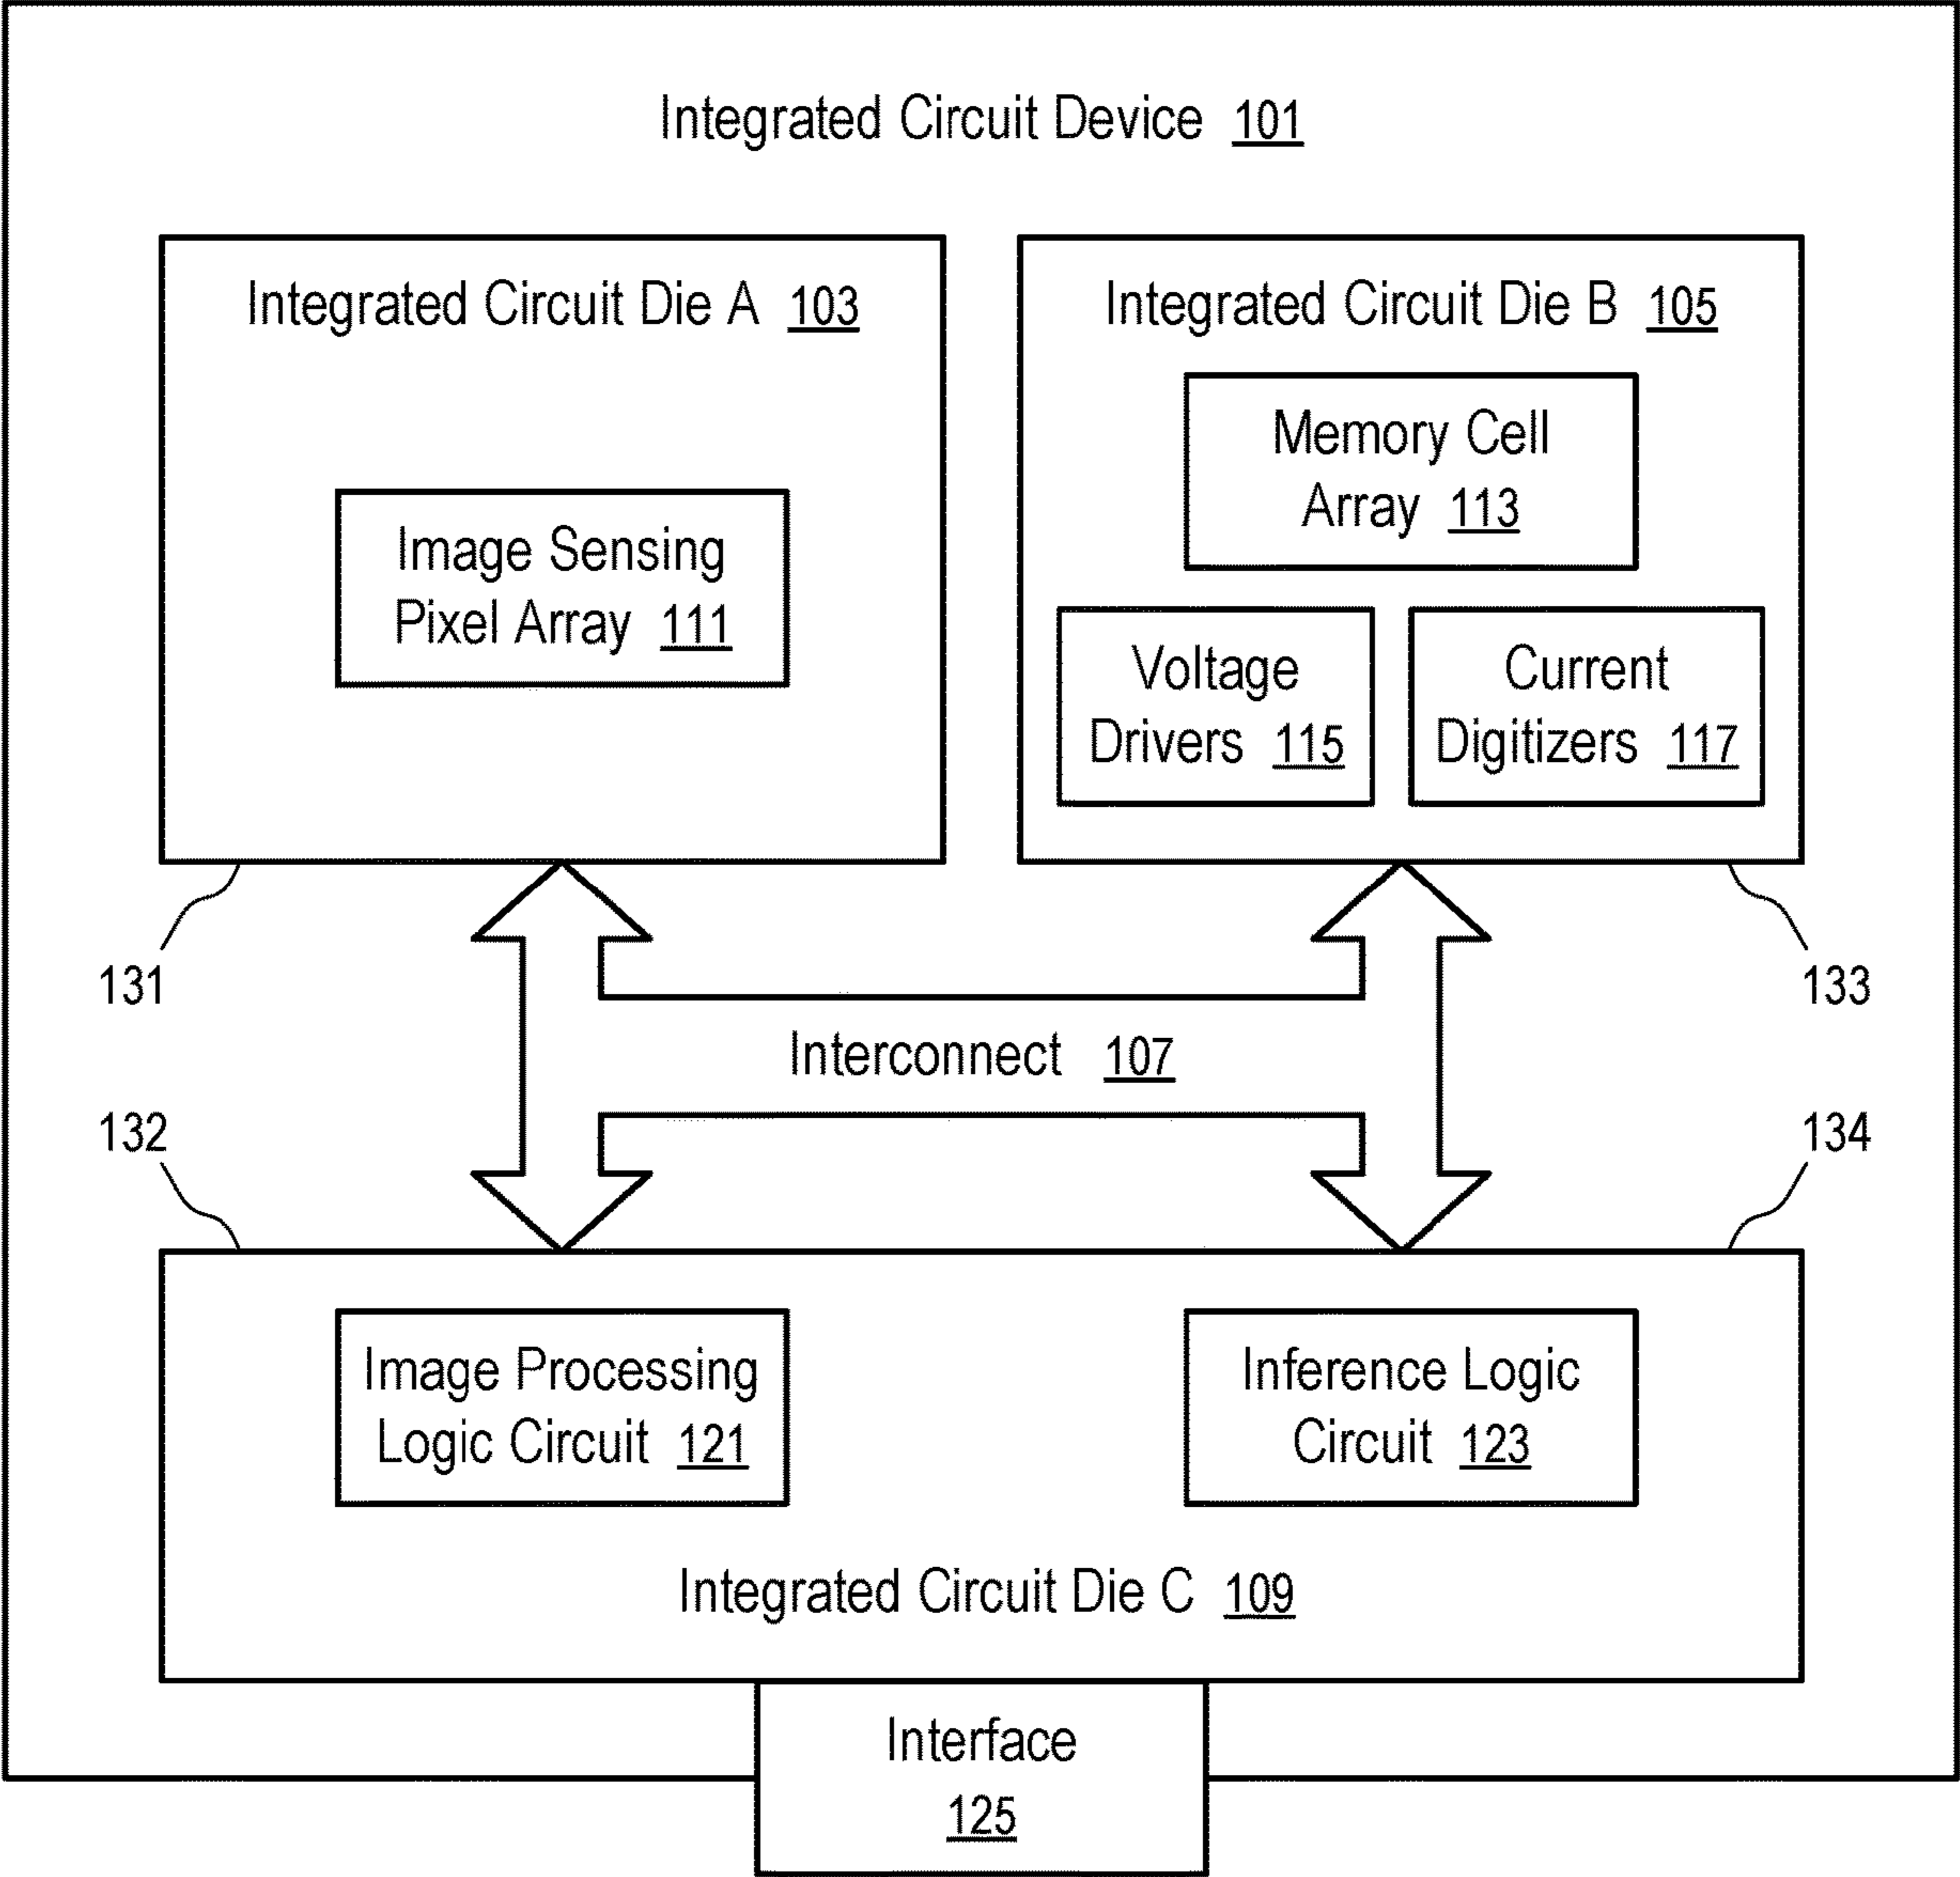 Integrated Circuit Device 101
Integrated Circuit Die A 103
Image Sensing
Pixel Array 111
Integrated Circuit Die B 105
Memory Cell
Array 113
Voltage
Drivers 115
Current
Digitizers 117
131
133
Interconnect 107
132
134
Image Processing
Logic Circuit 121
Inference Logic
Circuit 123
Integrated Circuit Die C 109
Interface
125